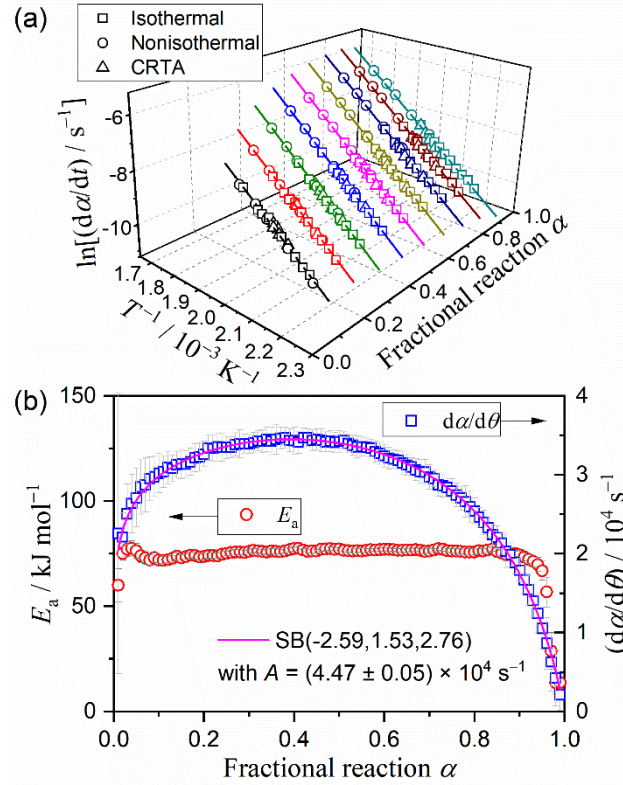 (a)
Isothermal
Nonisothermal
CRTA
ln[(dα/dt) / s⁻¹]
-6
-8
-10
1.7
1.8
1.9
2.0
2.1
2.2
2.3
T⁻¹ / 10⁻³ K⁻¹
0.0
0.2
0.4
0.6
0.8
1.0
Fractional reaction α
(b)
150
100
50
0
Eₐ / kJ mol⁻¹
dα/dθ
Eₐ
SB(-2.59,1.53,2.76)
with A = (4.47 ± 0.05) × 10⁴ s⁻¹
4
3
2
1
0
(dα/dθ) / 10⁴ s⁻¹
0.0
0.2
0.4
0.6
0.8
1.0
Fractional reaction α